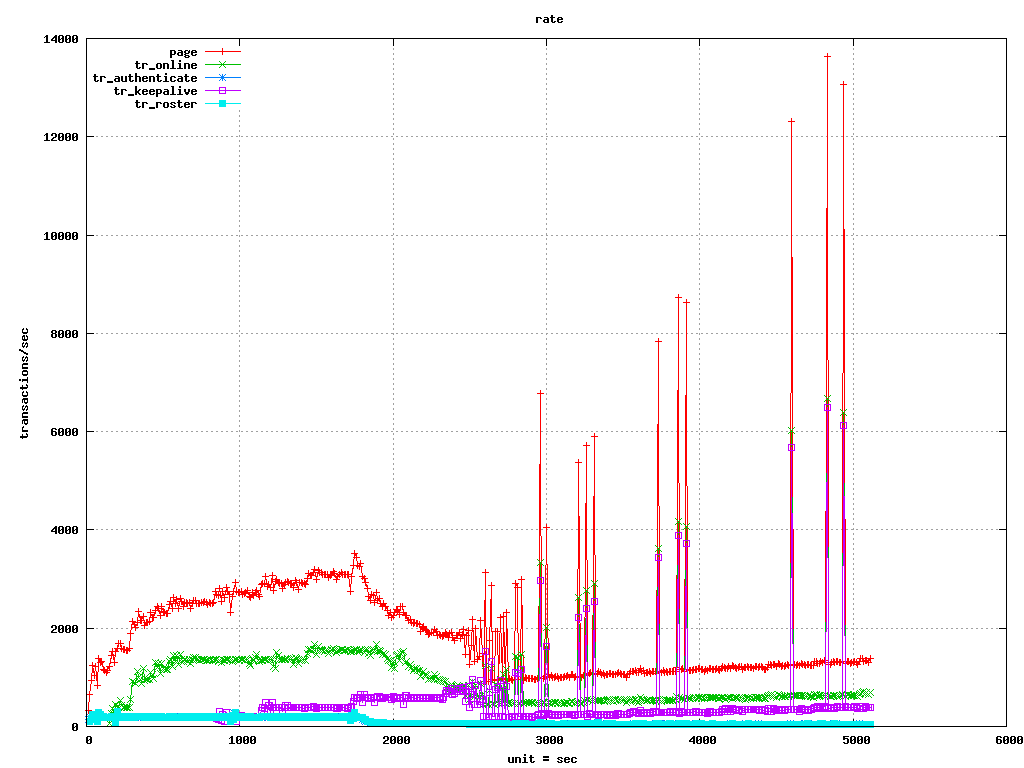 rate
14000
12000
10000
8000
6000
4000
2000
0
transactions/sec
page
tr_online
tr_authenticate
tr_keepalive
tr_roster
0 1000 2000 3000 4000 5000 6000
unit = sec